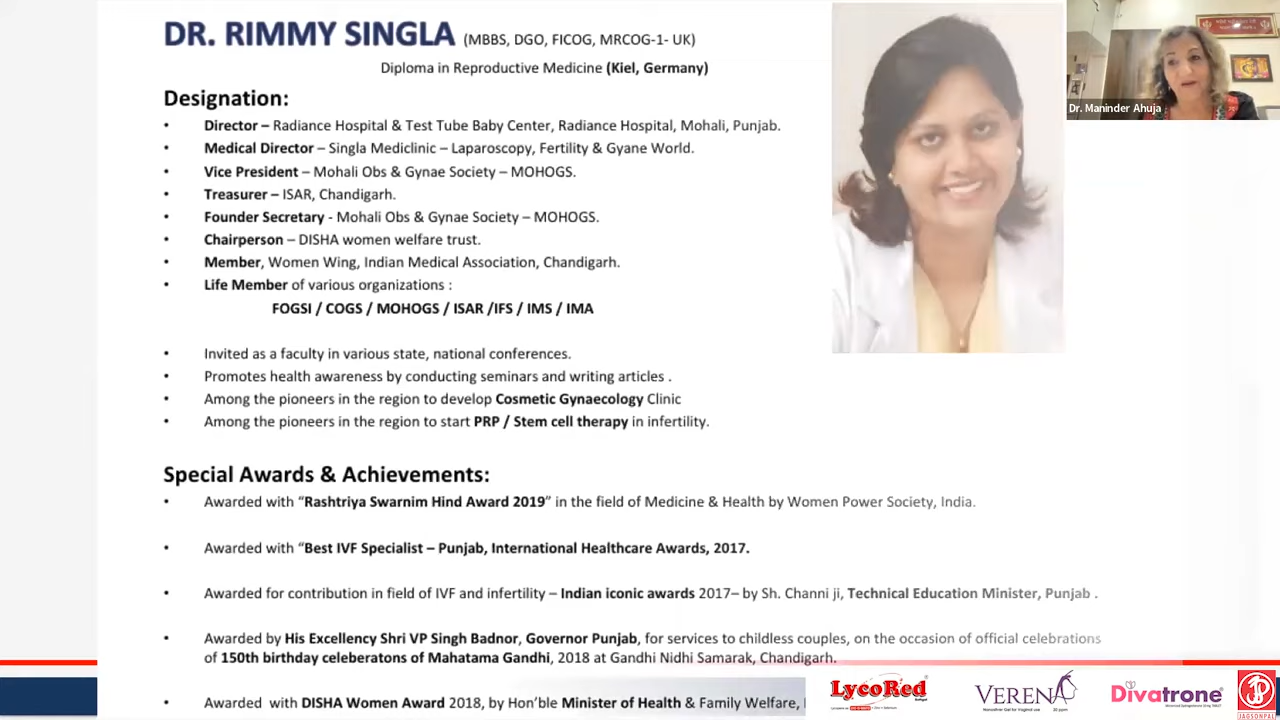 DR. RIMMY SINGLA (MBBS, DGO, FICOG, MRCOG-1- UK)
Diploma in Reproductive Medicine (Kiel, Germany)
Designation:
• Director – Radiance Hospital & Test Tube Baby Center, Radiance Hospital, Mohali, Punjab.
• Medical Director – Singla Mediclinic – Laparoscopy, Fertility & Gyane World.
• Vice President – Mohali Obs & Gynae Society – MOHOGS.
• Treasurer – ISAR, Chandigarh.
• Founder Secretary - Mohali Obs & Gynae Society – MOHOGS.
• Chairperson – DISHA women welfare trust.
• Member, Women Wing, Indian Medical Association, Chandigarh.
• Life Member of various organizations :
FOGSI / COGS / MOHOGS / ISAR /IFS / IMS / IMA
• Invited as a faculty in various state, national conferences.
• Promotes health awareness by conducting seminars and writing articles .
• Among the pioneers in the region to develop Cosmetic Gynaecology Clinic
• Among the pioneers in the region to start PRP / Stem cell therapy in infertility.
Special Awards & Achievements:
• Awarded with “Rashtriya Swarnim Hind Award 2019” in the field of Medicine & Health by Women Power Society, India.
• Awarded with “Best IVF Specialist – Punjab, International Healthcare Awards, 2017.
• Awarded for contribution in field of IVF and infertility – Indian iconic awards 2017– by Sh. Channi ji, Technical Education Minister, Punjab .
• Awarded by His Excellency Shri VP Singh Badnor, Governor Punjab, for services to childless couples, on the occasion of official celebrations
of 150th birthday celeberatons of Mahatama Gandhi, 2018 at Gandhi Nidhi Samarak, Chandigarh.
• Awarded with DISHA Women Award 2018, by Hon’ble Minister of Health & Family Welfare,
Dr. Maninder Ahuja
LycoRed
VERENA
Divatrone
JAGSONPAL